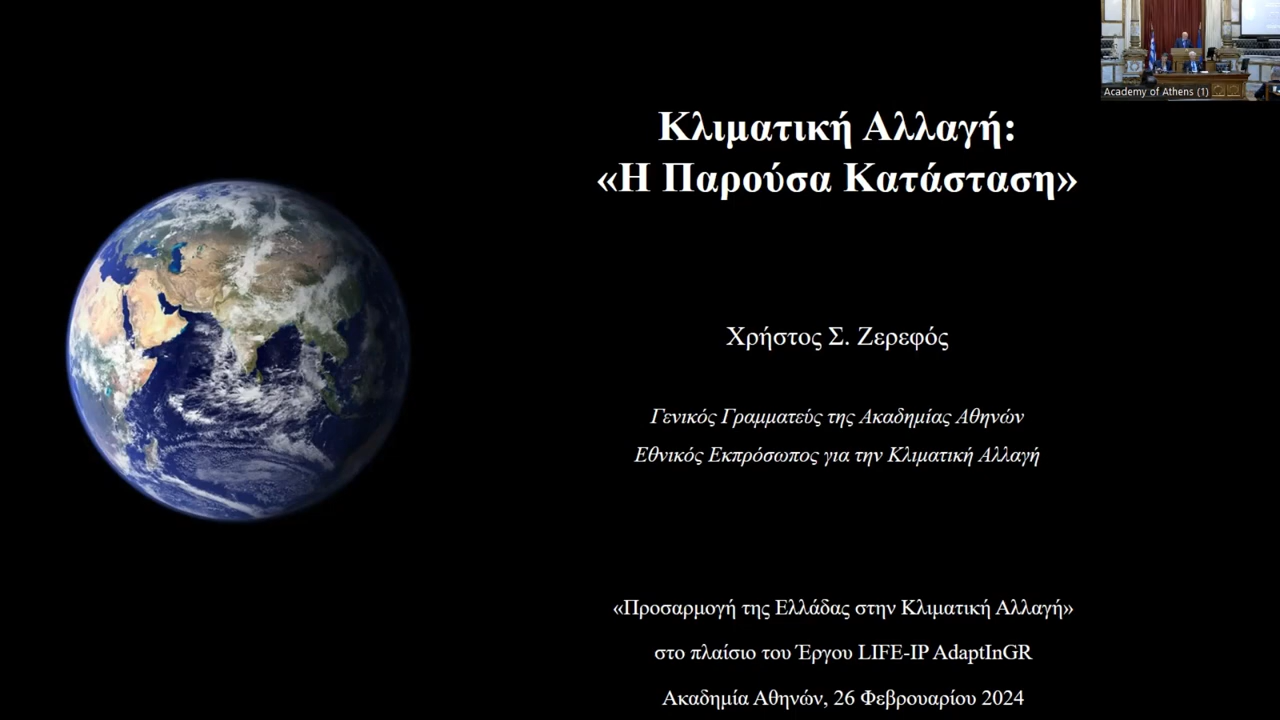 Academy of Athens (1)
Κλιματική Αλλαγή:
«Η Παρούσα Κατάσταση»
Χρήστος Σ. Ζερεφός
Γενικός Γραμματεύς της Ακαδημίας Αθηνών
Εθνικός Εκπρόσωπος για την Κλιματική Αλλαγή
«Προσαρμογή της Ελλάδας στην Κλιματική Αλλαγή»
στο πλαίσιο του Έργου LIFE-IP AdaptInGR
Ακαδημία Αθηνών, 26 Φεβρουαρίου 2024